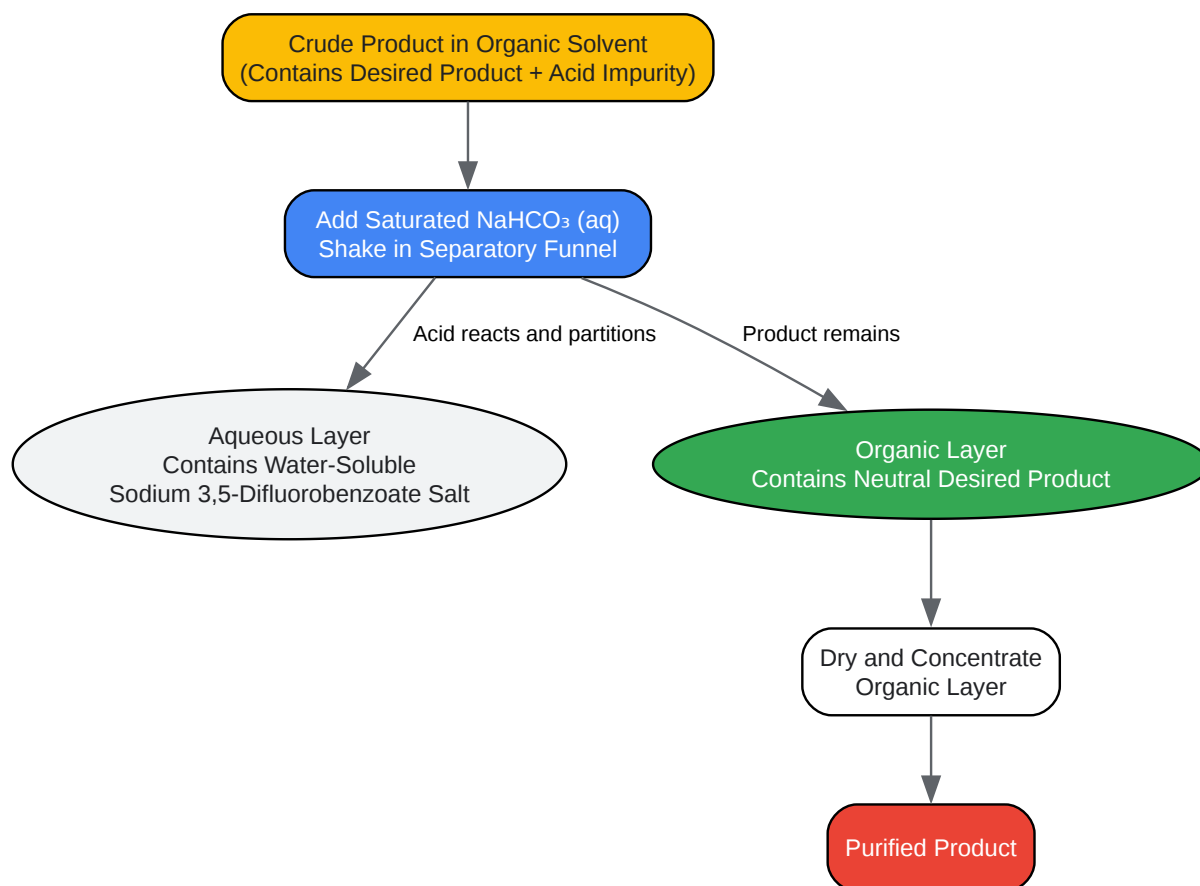 Crude Product in Organic Solvent
(Contains Desired Product + Acid Impurity)
Add Saturated NaHCO₃ (aq)
Shake in Separatory Funnel
Acid reacts and partitions
Product remains
Aqueous Layer
Contains Water-Soluble
Sodium 3,5-Difluorobenzoate Salt
Organic Layer
Contains Neutral Desired Product
Dry and Concentrate
Organic Layer
Purified Product